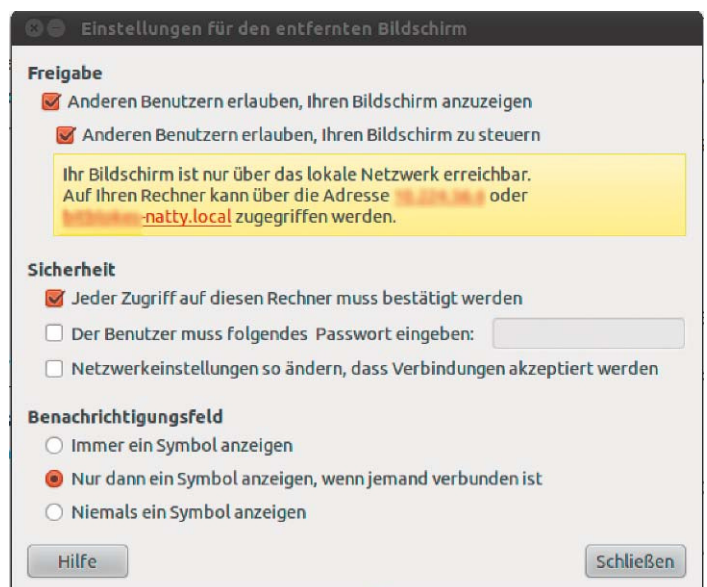 Einstellungen für den entfernten Bildschirm
Freigabe
Anderen Benutzern erlauben, Ihren Bildschirm anzuzeigen
Anderen Benutzern erlauben, Ihren Bildschirm zu steuern
Ihr Bildschirm ist nur über das lokale Netzwerk erreichbar.
Auf Ihren Rechner kann über die Adresse oder
-natty.local zugegriffen werden.
Sicherheit
Jeder Zugriff auf diesen Rechner muss bestätigt werden
Der Benutzer muss folgendes Passwort eingeben:
Netzwerkeinstellungen so ändern, dass Verbindungen akzeptiert werden
Benachrichtigungsfeld
Immer ein Symbol anzeigen
Nur dann ein Symbol anzeigen, wenn jemand verbunden ist
Niemals ein Symbol anzeigen
Hilfe
Schließen